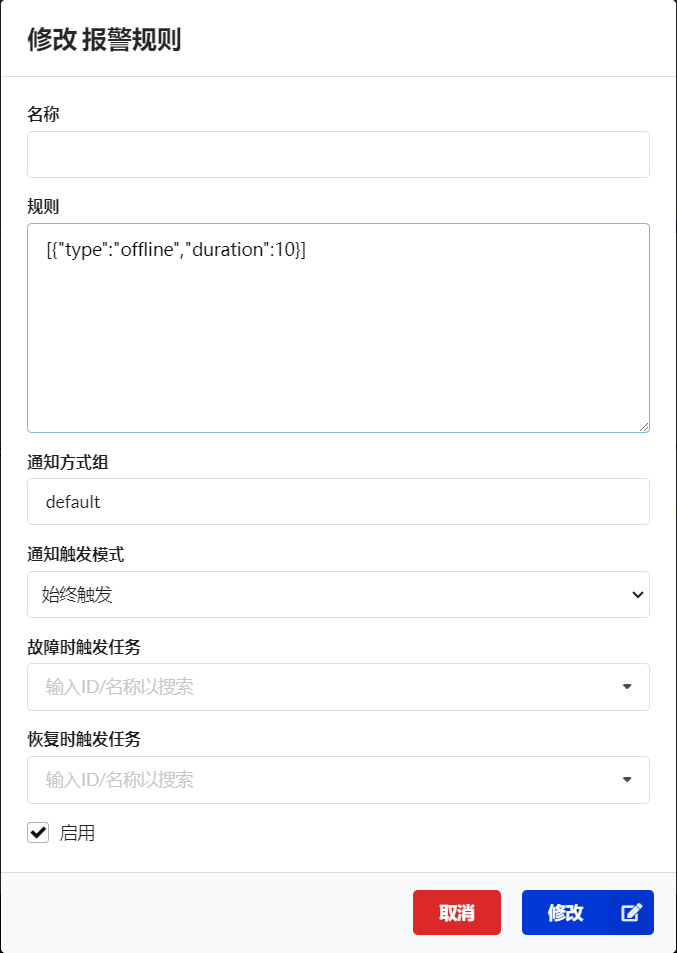 修改 报警规则
名称
规则
[{"type":"offline","duration":10}]
通知方式组
default
通知触发模式
始终触发
故障时触发任务
输入ID/名称以搜索
恢复时触发任务
输入ID/名称以搜索
启用
取消
修改